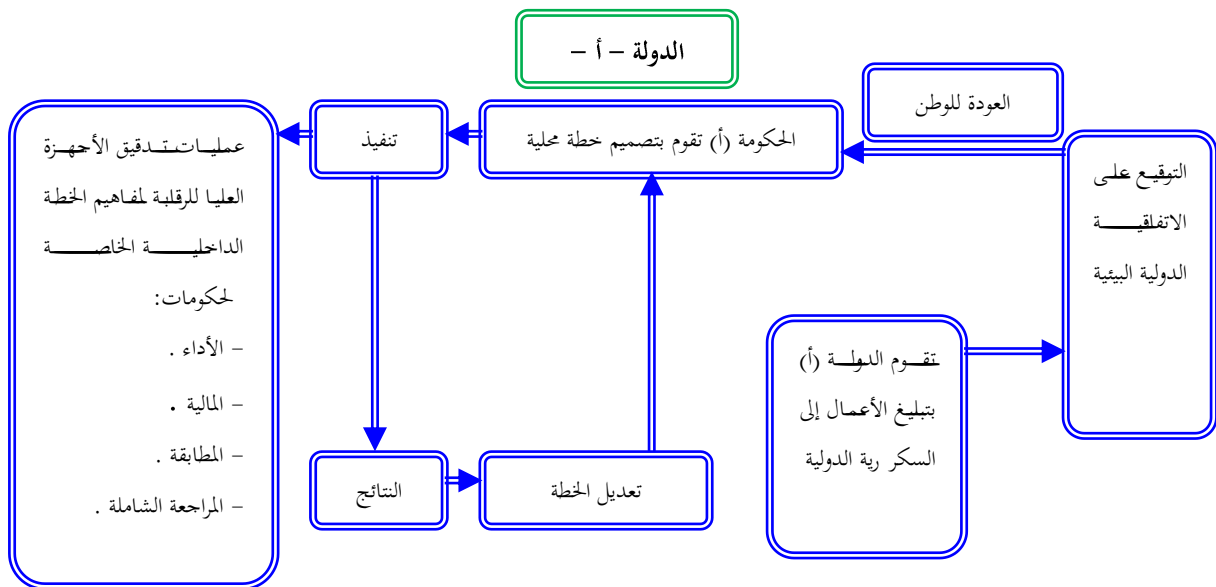 الدولة – أ –
العودة للوطن
التوقيع على
الاتفاقية
الدولية البيئية
الحكومة (أ) تقوم بتصميم خطة محلية
تنفيذ
عمليات تدقيق الأجهزة
العليا للرقلبة لمفاهيم الخطة
الداخلية الخاصة
لحكومات:
– الأداء .
– المالية .
– المطابقة .
– المراجعة الشاملة .
تقوم الدولة (أ)
بتبليغ الأعمال إلى
السكر رية الدولية
تعديل الخطة
النتائج